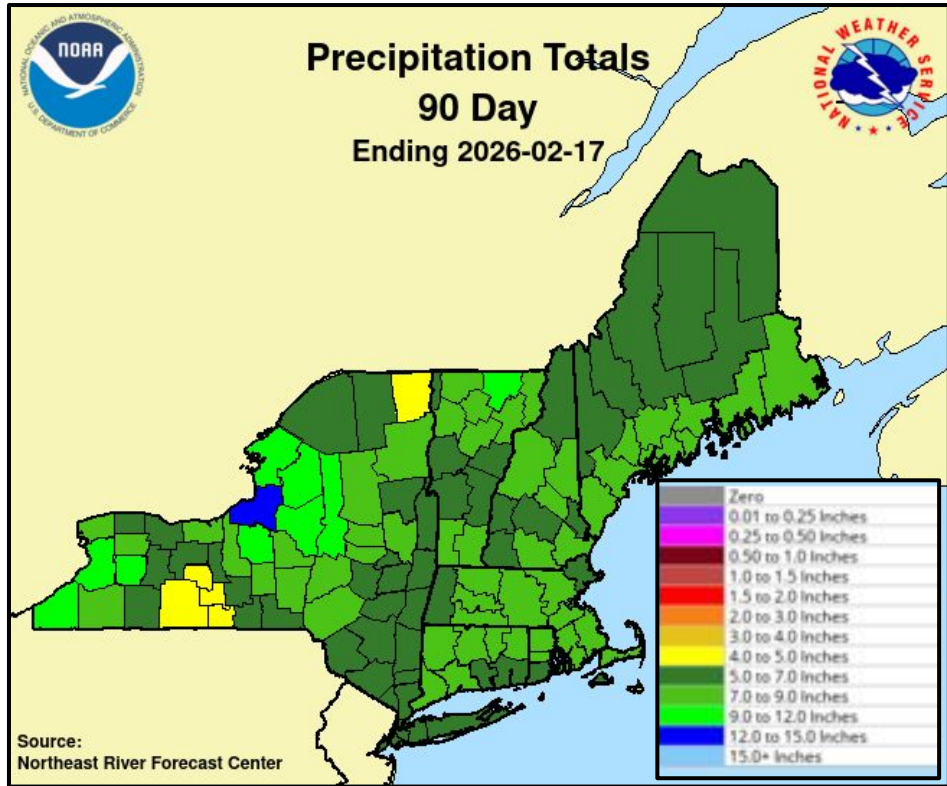 NATIONAL OCEANIC AND ATMOSPHERIC ADMINISTRATION
NOAA
U.S. DEPARTMENT OF COMMERCE
Precipitation Totals
90 Day
Ending 2026-02-17
NATIONAL WEATHER SERVICE
Zero
0.01 to 0.25 Inches
0.25 to 0.50 Inches
0.50 to 1.0 Inches
1.0 to 1.5 Inches
1.5 to 2.0 Inches
2.0 to 3.0 Inches
3.0 to 4.0 Inches
4.0 to 5.0 Inches
5.0 to 7.0 Inches
7.0 to 9.0 Inches
9.0 to 12.0 Inches
12.0 to 15.0 Inches
15.0+ Inches
Source:
Northeast River Forecast Center